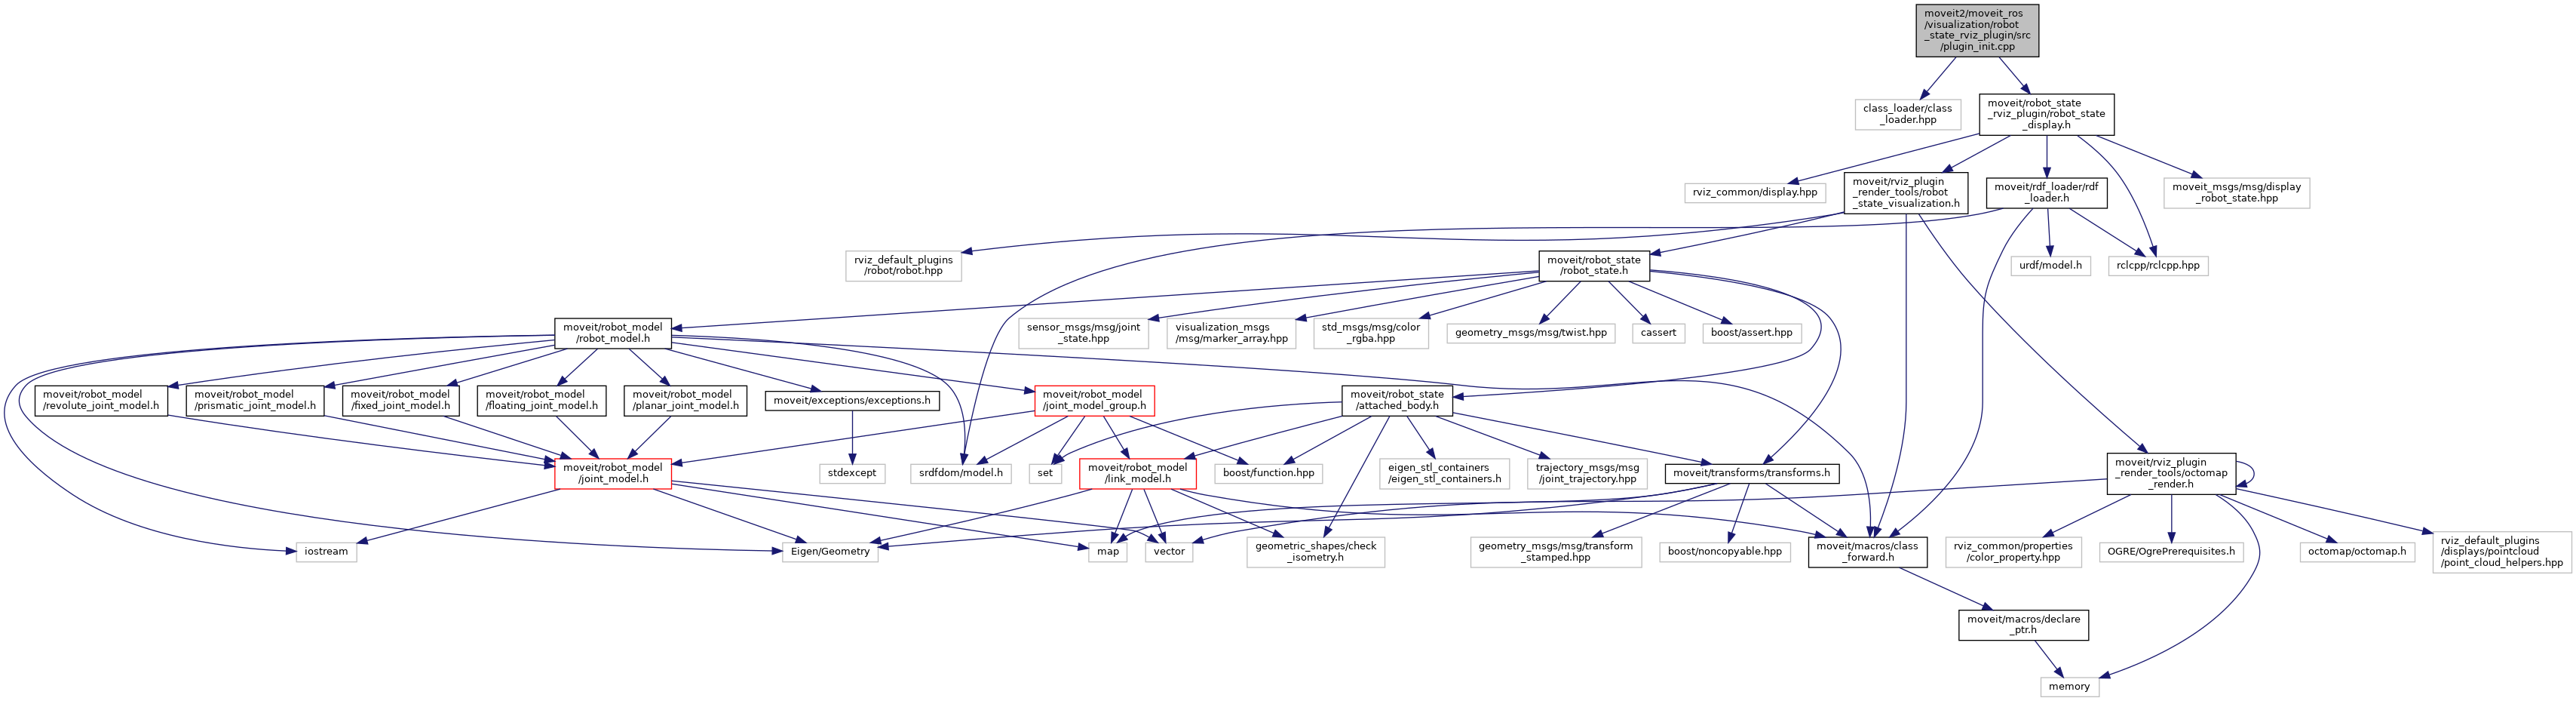 moveit2/moveit_ros
/visualization/robot
_state_rviz_plugin/src
/plugin_init.cpp
class_loader/class
_loader.hpp
moveit/robot_state
_rviz_plugin/robot_state
_display.h
rviz_common/display.hpp
moveit/rviz_plugin
_render_tools/robot
_state_visualization.h
moveit/rdf_loader/rdf
_loader.h
moveit_msgs/msg/display
_robot_state.hpp
rviz_default_plugins
/robot/robot.hpp
moveit/robot_state
/robot_state.h
urdf/model.h
rclcpp/rclcpp.hpp
moveit/robot_model
/robot_model.h
sensor_msgs/msg/joint
_state.hpp
visualization_msgs
/msg/marker_array.hpp
std_msgs/msg/color
_rgba.hpp
geometry_msgs/msg/twist.hpp
cassert
boost/assert.hpp
moveit/robot_model
/revolute_joint_model.h
moveit/robot_model
/prismatic_joint_model.h
moveit/robot_model
/fixed_joint_model.h
moveit/robot_model
/floating_joint_model.h
moveit/robot_model
/planar_joint_model.h
moveit/exceptions/exceptions.h
moveit/robot_model
/joint_model_group.h
moveit/robot_state
/attached_body.h
moveit/robot_model
/joint_model.h
stdexcept
srdfdom/model.h
set
moveit/robot_model
/link_model.h
boost/function.hpp
eigen_stl_containers
/eigen_stl_containers.h
trajectory_msgs/msg
/joint_trajectory.hpp
moveit/transforms/transforms.h
moveit/rviz_plugin
_render_tools/octomap
_render.h
iostream
Eigen/Geometry
map
vector
geometric_shapes/check
_isometry.h
geometry_msgs/msg/transform
_stamped.hpp
boost/noncopyable.hpp
moveit/macros/class
_forward.h
rviz_common/properties
/color_property.hpp
OGRE/OgrePrerequisites.h
octomap/octomap.h
rviz_default_plugins
/displays/pointcloud
/point_cloud_helpers.hpp
moveit/macros/declare
_ptr.h
memory